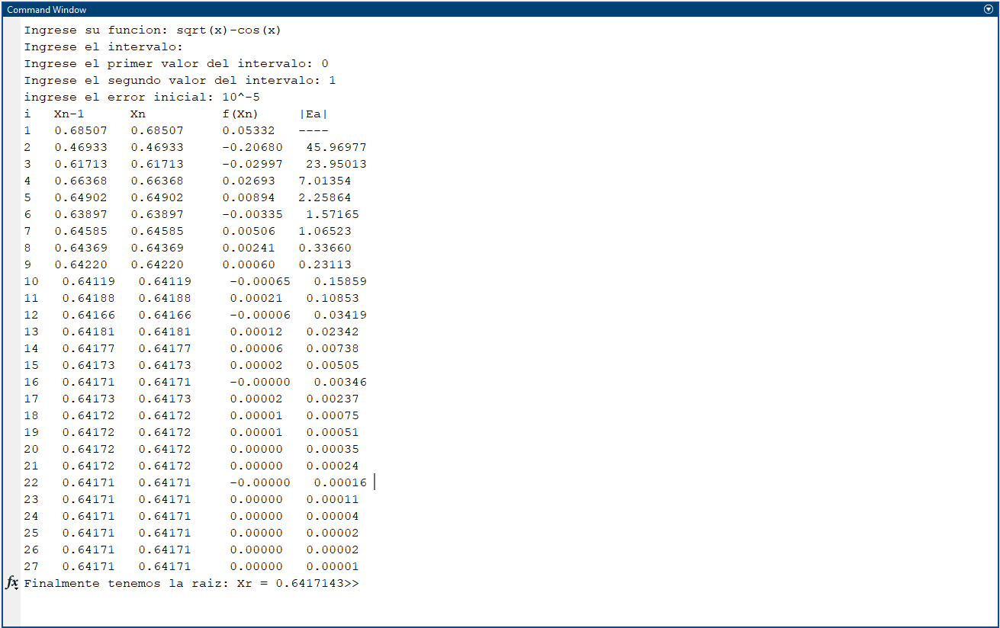 Command Window
Ingrese su funcion: sqrt(x)-cos(x)
Ingrese el intervalo:
Ingrese el primer valor del intervalo: 0
Ingrese el segundo valor del intervalo: 1
ingrese el error inicial: 10^-5
i Xn-1 Xn f(Xn) |Ea|
1 0.68507 0.68507 0.05332 ----
2 0.46933 0.46933 -0.20680 45.96977
3 0.61713 0.61713 -0.02997 23.95013
4 0.66368 0.66368 0.02693 7.01354
5 0.64902 0.64902 0.00894 2.25864
6 0.63897 0.63897 -0.00335 1.57165
7 0.64585 0.64585 0.00506 1.06523
8 0.64369 0.64369 0.00241 0.33660
9 0.64220 0.64220 0.00060 0.23113
10 0.64119 0.64119 -0.00065 0.15859
11 0.64188 0.64188 0.00021 0.10853
12 0.64166 0.64166 -0.00006 0.03419
13 0.64181 0.64181 0.00012 0.02342
14 0.64177 0.64177 0.00006 0.00738
15 0.64173 0.64173 0.00002 0.00505
16 0.64171 0.64171 -0.00000 0.00346
17 0.64173 0.64173 0.00002 0.00237
18 0.64172 0.64172 0.00001 0.00075
19 0.64172 0.64172 0.00001 0.00051
20 0.64172 0.64172 0.00000 0.00035
21 0.64172 0.64172 0.00000 0.00024
22 0.64171 0.64171 -0.00000 0.00016
23 0.64171 0.64171 0.00000 0.00011
24 0.64171 0.64171 0.00000 0.00004
25 0.64171 0.64171 0.00000 0.00002
26 0.64171 0.64171 0.00000 0.00002
27 0.64171 0.64171 0.00000 0.00001
fx Finalmente tenemos la raiz: Xr = 0.6417143>>